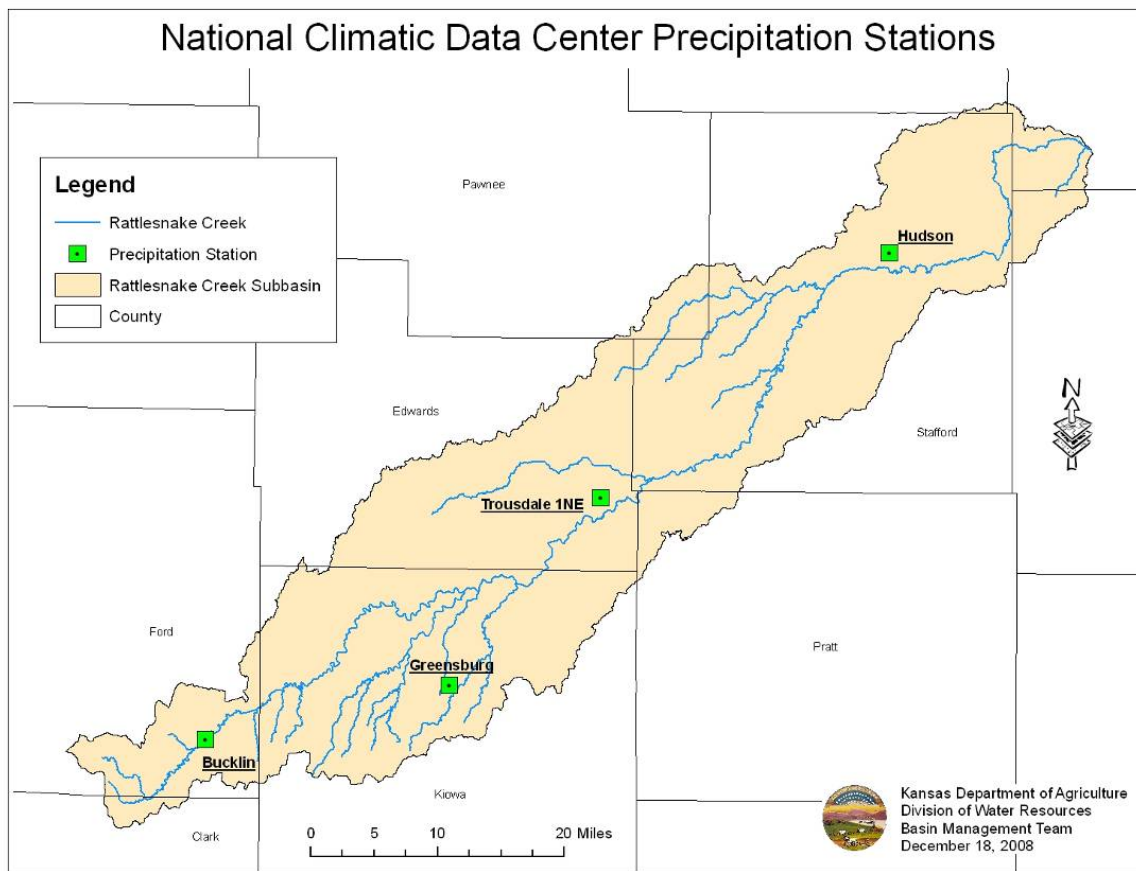 National Climatic Data Center Precipitation Stations
Legend
Rattlesnake Creek
Precipitation Station
Rattlesnake Creek Subbasin
County
Pawnee
Hudson
Edwards
Stafford
N
Trousdale 1NE
Ford
Greensburg
Pratt
Bucklin
Kiowa
Clark
0 5 10 20 Miles
Kansas Department of Agriculture
Division of Water Resources
Basin Management Team
December 18, 2008